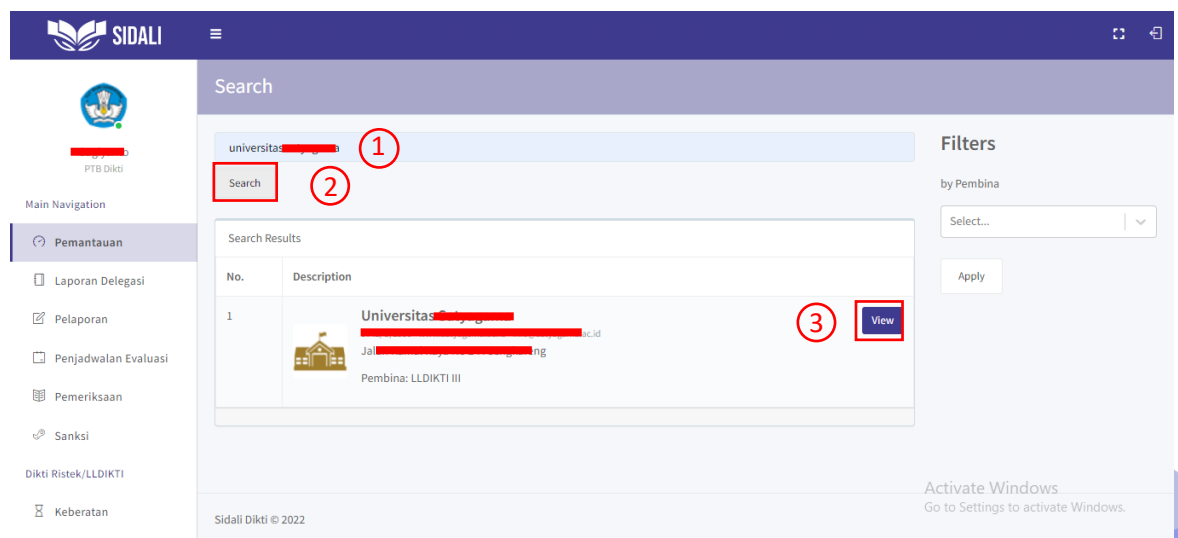 SIDALI
PTB Dikti
Main Navigation
Pemantauan
Laporan Delegasi
Pelaporan
Penjadwalan Evaluasi
Pemeriksaan
Sanksi
Dikti Ristek/LLDIKTI
Keberatan
Search
universitas
1
Search
2
Search Results
No. Description
1
Universitas
ac.id
Pembina: LLDIKTI III
3
View
Filters
by Pembina
Select...
Apply
Activate Windows
Go to Settings to activate Windows.
Sidali Dikti © 2022